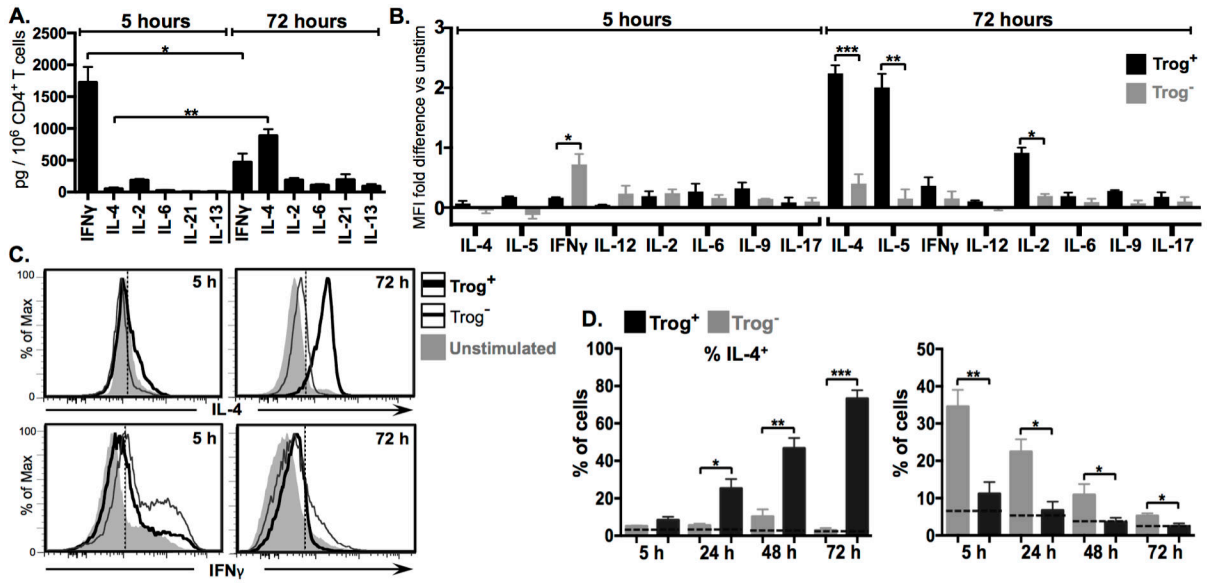 A.
5 hours
72 hours
pg / 10⁶ CD4⁺ T cells
2500
2000
1500
1000
500
0
*
**
IFNγ
IL-4
IL-2
IL-6
IL-21
IL-13
IFNγ
IL-4
IL-2
IL-6
IL-21
IL-13
B.
5 hours
72 hours
MFI fold difference vs unstim
3
2
1
0
*
***
**
*
Trog⁺
Trog⁻
IL-4
IL-5
IFNγ
IL-12
IL-2
IL-6
IL-9
IL-17
IL-4
IL-5
IFNγ
IL-12
IL-2
IL-6
IL-9
IL-17
C.
% of Max
100
0
5 h
72 h
IL-4
Trog⁺
Trog⁻
Unstimulated
% of Max
100
0
5 h
72 h
IFNγ
D.
Trog⁺
Trog⁻
% IL-4⁺
% of cells
100
80
60
40
20
0
*
**
***
5 h
24 h
48 h
72 h
% of cells
50
40
30
20
10
0
**
*
*
*
5 h
24 h
48 h
72 h